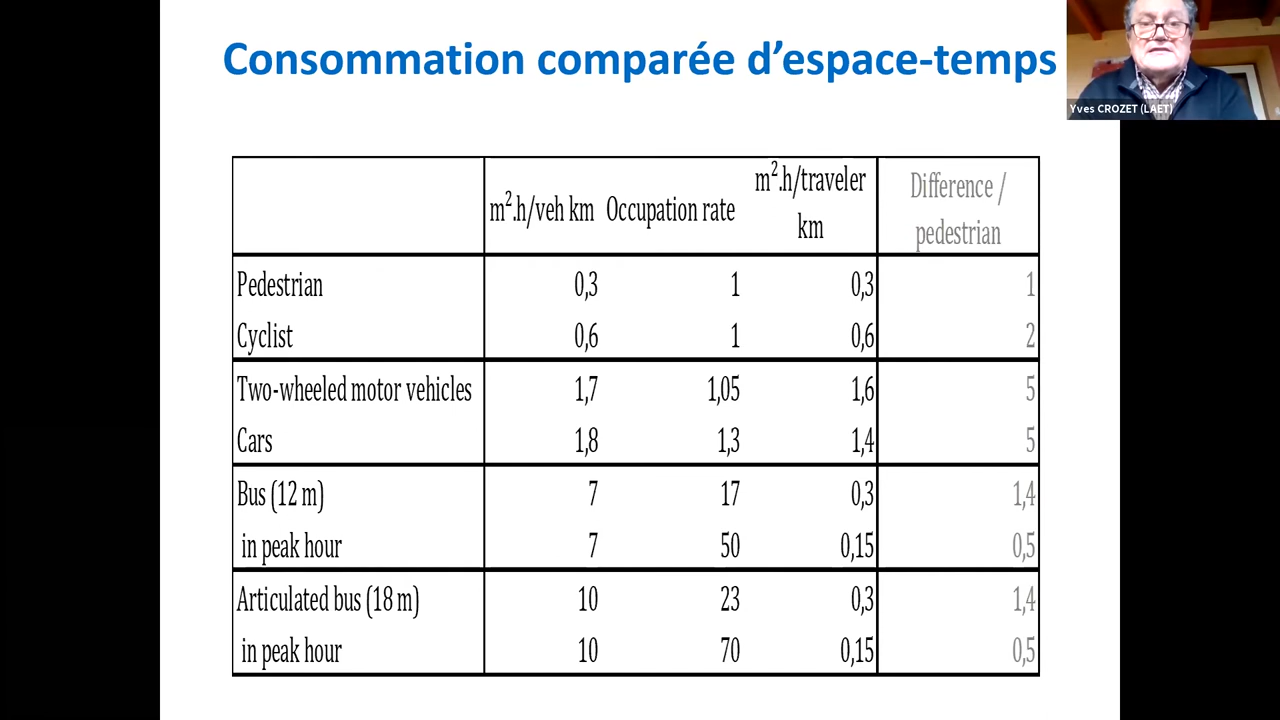 Consommation comparée d'espace-temps
Yves CROZET (LAET)
m².h/veh km Occupation rate m².h/traveler km Difference / pedestrian
Pedestrian 0,3 1 0,3 1
Cyclist 0,6 1 0,6 2
Two-wheeled motor vehicles 1,7 1,05 1,6 5
Cars 1,8 1,3 1,4 5
Bus (12 m) 7 17 0,3 1,4
in peak hour 7 50 0,15 0,5
Articulated bus (18 m) 10 23 0,3 1,4
in peak hour 10 70 0,15 0,5